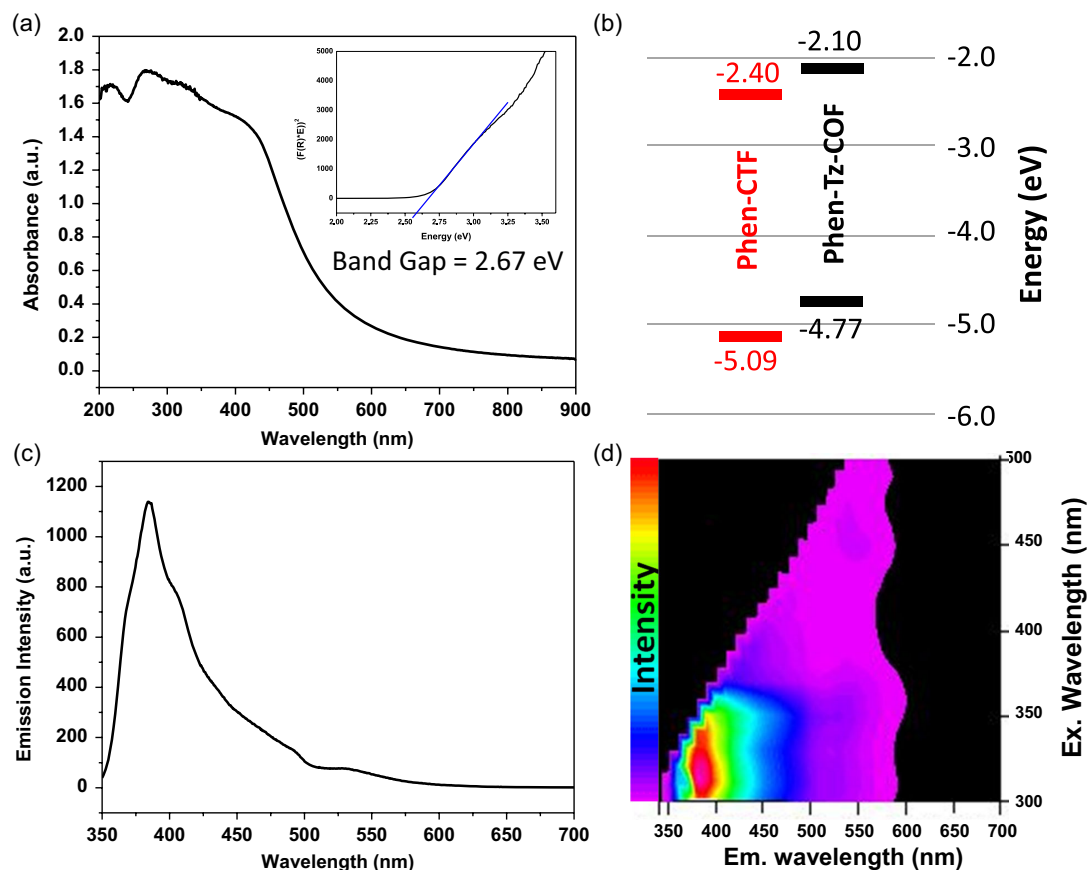 (a)
2.0
1.8
1.6
1.4
1.2
1.0
0.8
0.6
0.4
0.2
0.0
Absorbance (a.u.)
200 300 400 500 600 700 800 900
Wavelength (nm)
5000
4000
3000
2000
1000
0
(F(R)*E))²
2,00 2,25 2,50 2,75 3,00 3,25 3,50
Energy (eV)
Band Gap = 2.67 eV
(b)
-2.10
-2.40
Phen-CTF
Phen-Tz-COF
-4.77
-5.09
-2.0
-3.0
-4.0
-5.0
-6.0
Energy (eV)
(c)
1200
1100
1000
900
800
700
600
500
400
300
200
100
0
Emission Intensity (a.u.)
350 400 450 500 550 600 650 700
Wavelength (nm)
(d)
Intensity
500
450
400
350
300
Ex. Wavelength (nm)
350 400 450 500 550 600 650 700
Em. wavelength (nm)